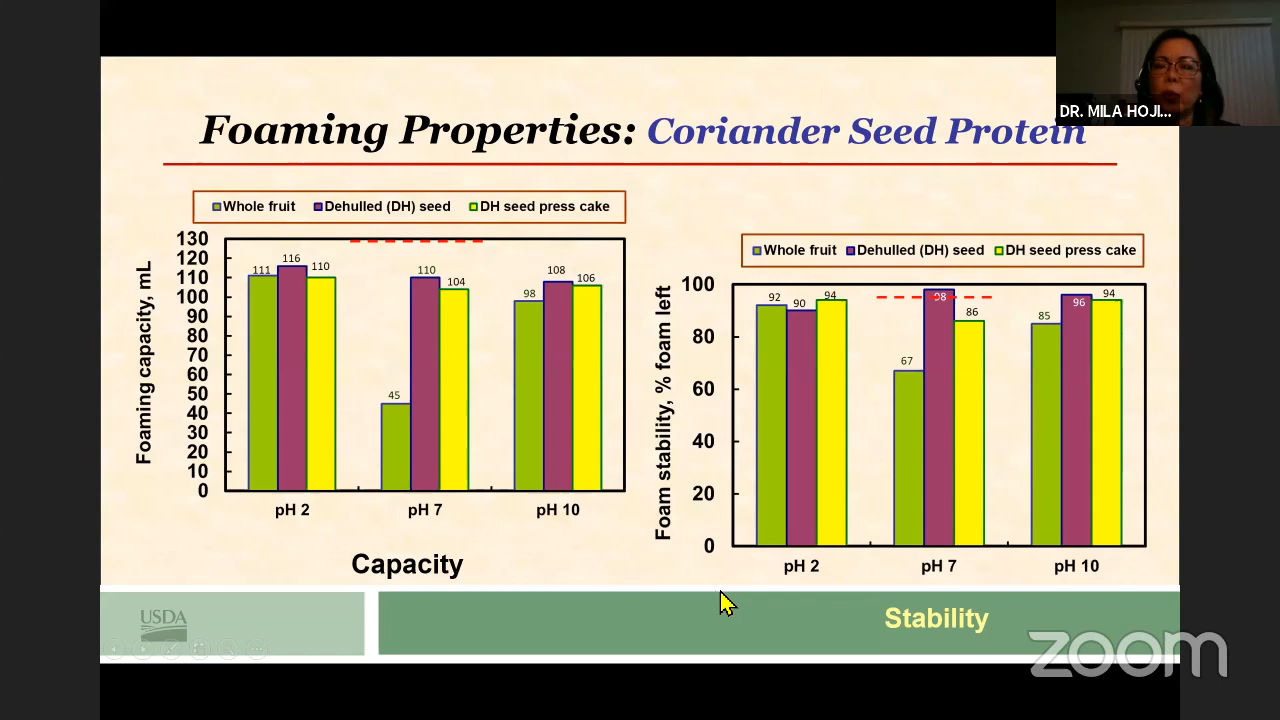 DR. MILA HOJI...
Foaming Properties: Coriander Seed Protein
Whole fruit Dehulled (DH) seed DH seed press cake
130
120
110
100
90
80
70
60
50
40
30
20
10
0
Foaming capacity, mL
111 116 110
45 110 104
98 108 106
pH 2 pH 7 pH 10
Capacity
Whole fruit Dehulled (DH) seed DH seed press cake
100
80
60
40
20
0
Foam stability, % foam left
92 90 94
67 98 86
85 96 94
pH 2 pH 7 pH 10
Stability
USDA
zoom